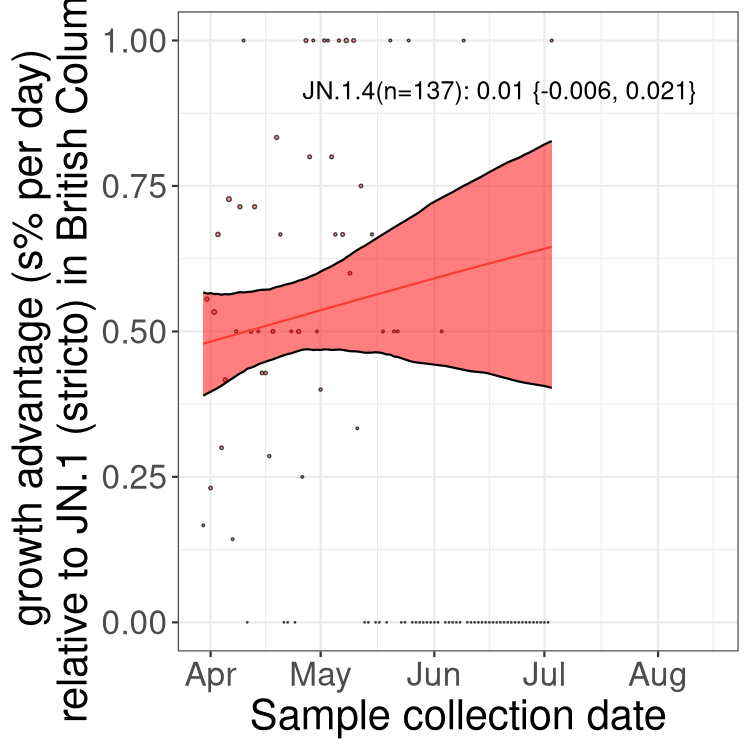 growth advantage (s% per day)
relative to JN.1 (stricto) in British Colum
1.00
0.75
0.50
0.25
0.00
JN.1.4(n=137): 0.01 {-0.006, 0.021}
Apr May Jun Jul Aug
Sample collection date